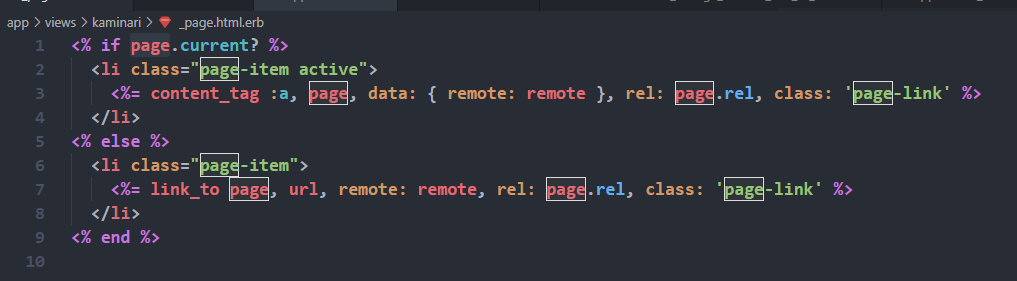 app > views > kaminari > _page.html.erb
1 <% if page.current? %>
2   <li class="page-item active">
3     <%= content_tag :a, page, data: { remote: remote }, rel: page.rel, class: 'page-link' %>
4   </li>
5 <% else %>
6   <li class="page-item">
7     <%= link_to page, url, remote: remote, rel: page.rel, class: 'page-link' %>
8   </li>
9 <% end %>
10